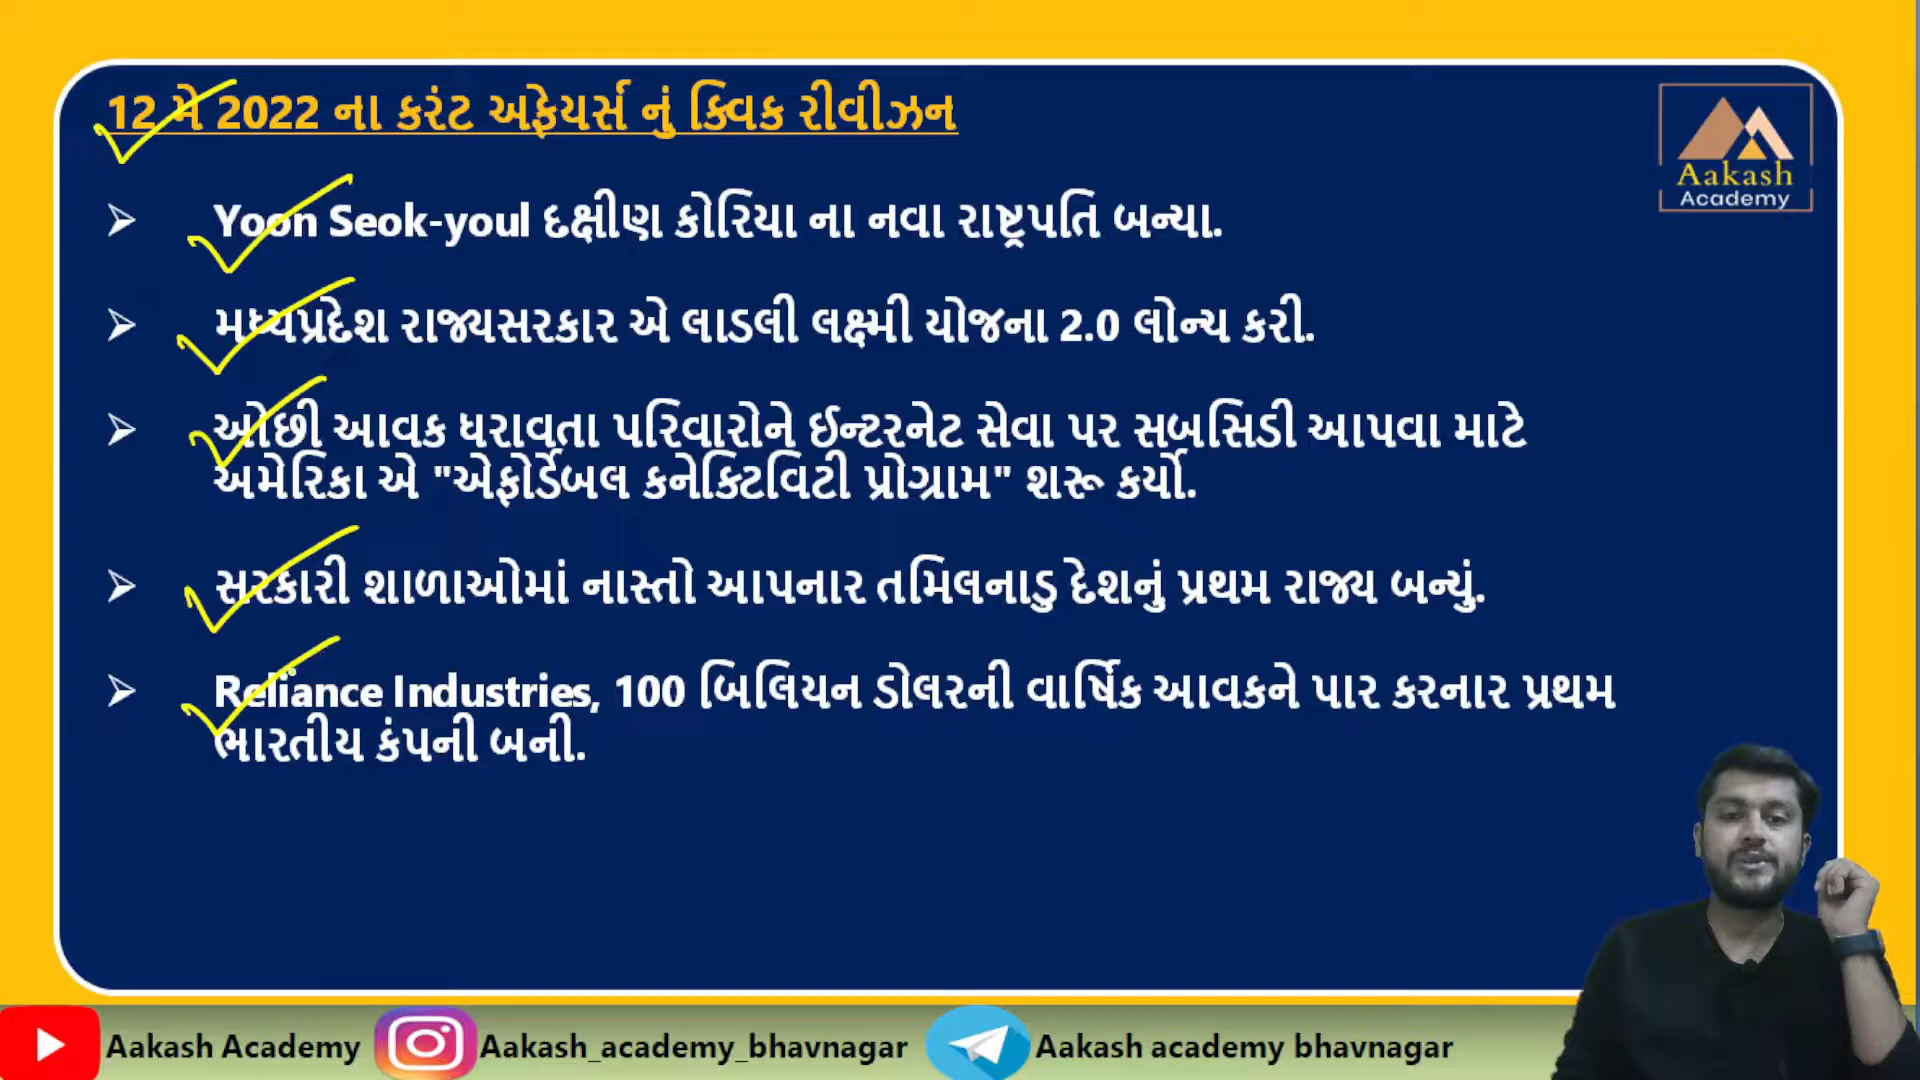 12 મે 2022 ના કરંટ અફેયર્સ નું ક્વિક રીવીઝન
Aakash
Academy
➢ Yoon Seok-youl દક્ષીણ કોરિયા ના નવા રાષ્ટ્રપતિ બન્યા.
➢ મધ્યપ્રદેશ રાજ્યસરકાર એ લાડલી લક્ષ્મી યોજના 2.0 લોન્ચ કરી.
➢ ઓછી આવક ધરાવતા પરિવારોને ઈન્ટરનેટ સેવા પર સબસિડી આપવા માટે
અમેરિકા એ "એફોર્ડેબલ કનેક્ટિવિટી પ્રોગ્રામ" શરૂ કર્યો.
➢ સરકારી શાળાઓમાં નાસ્તો આપનાર તમિલનાડુ દેશનું પ્રથમ રાજ્ય બન્યું.
➢ Reliance Industries, 100 બિલિયન ડોલરની વાર્ષિક આવકને પાર કરનાર પ્રથમ
ભારતીય કંપની બની.
Aakash Academy Aakash_academy_bhavnagar Aakash academy bhavnagar